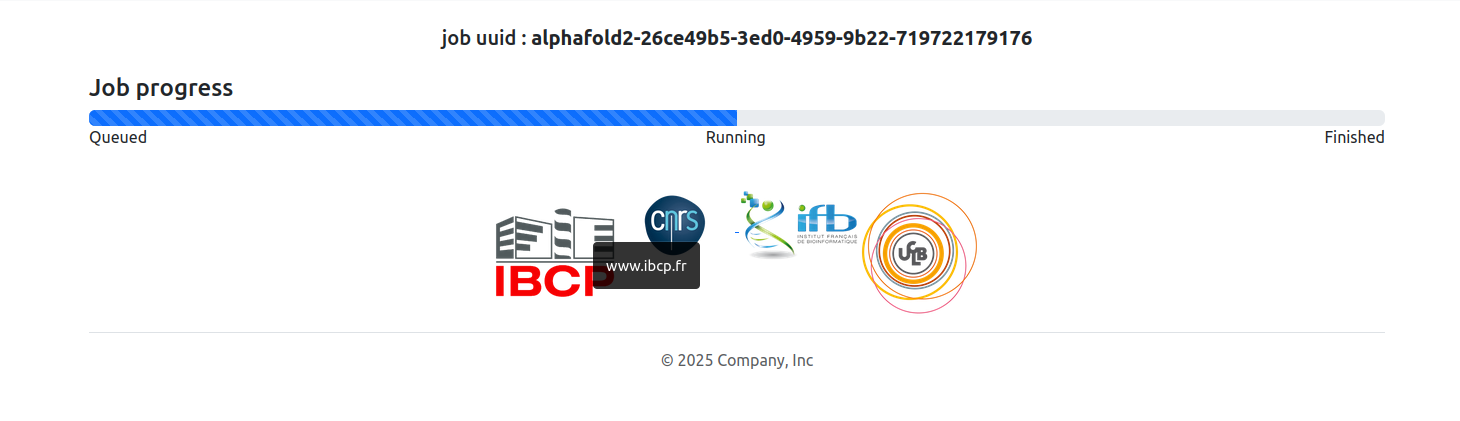 job uuid : alphafold2-26ce49b5-3ed0-4959-9b22-719722179176
Job progress
Queued Running Finished
cnrs
ifb
INSTITUT FRANÇAIS
DE BIOINFORMATIQUE
UCLB
IBCP
www.ibcp.fr
© 2025 Company, Inc